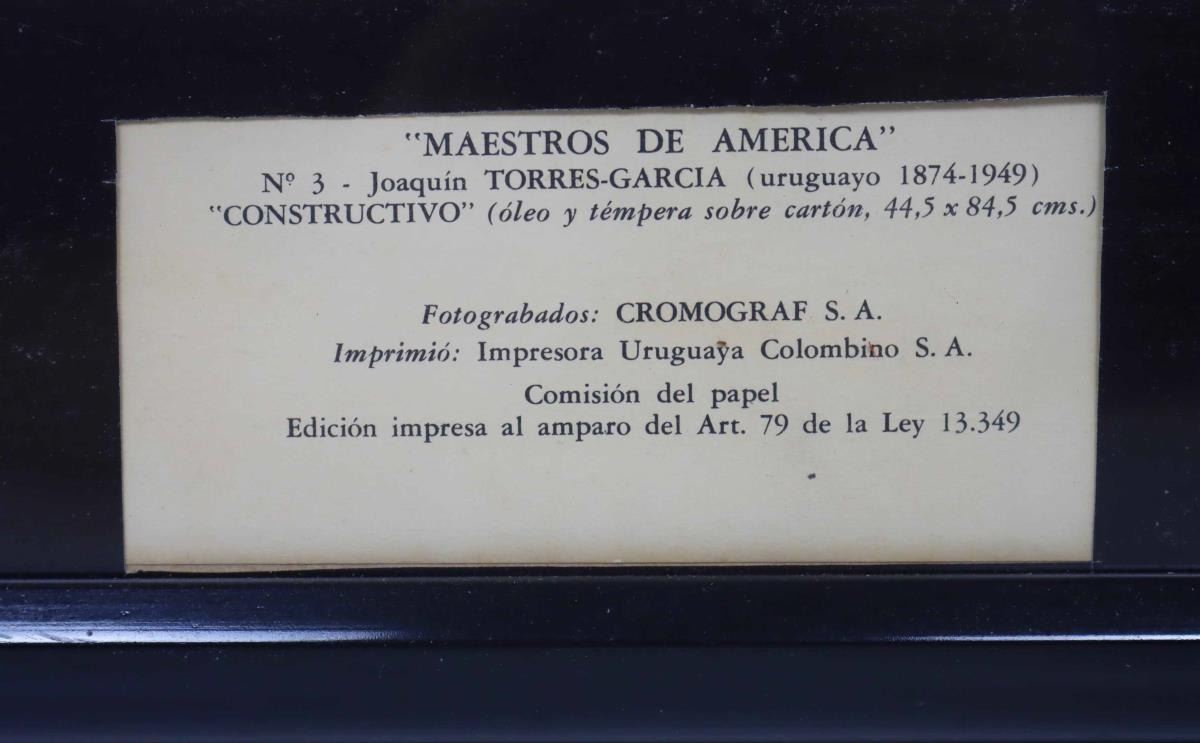 "MAESTROS DE AMERICA"
Nº 3 - Joaquín TORRES-GARCIA (uruguayo 1874-1949)
"CONSTRUCTIVO" (óleo y témpera sobre cartón, 44,5 x 84,5 cms.)
Fotograbados: CROMOGRAF S. A.
Imprimió: Impresora Uruguaya Colombino S. A.
Comisión del papel
Edición impresa al amparo del Art. 79 de la Ley 13.349